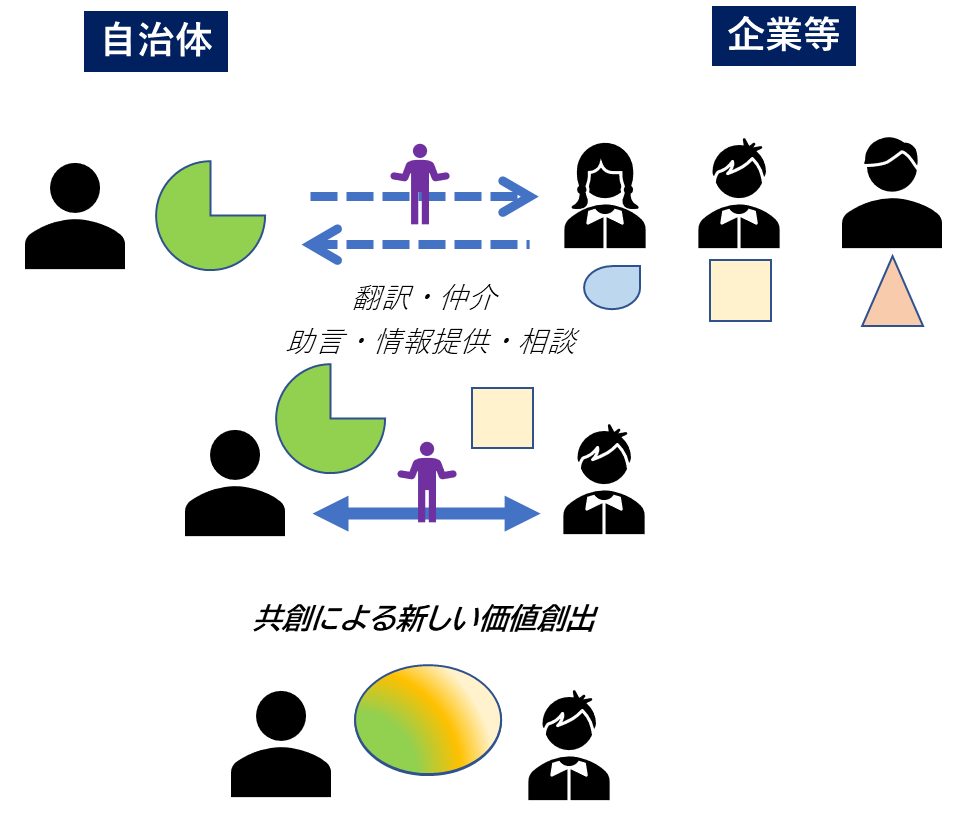 自治体
企業等
翻訳・仲介
助言・情報提供・相談
共創による新しい価値創出